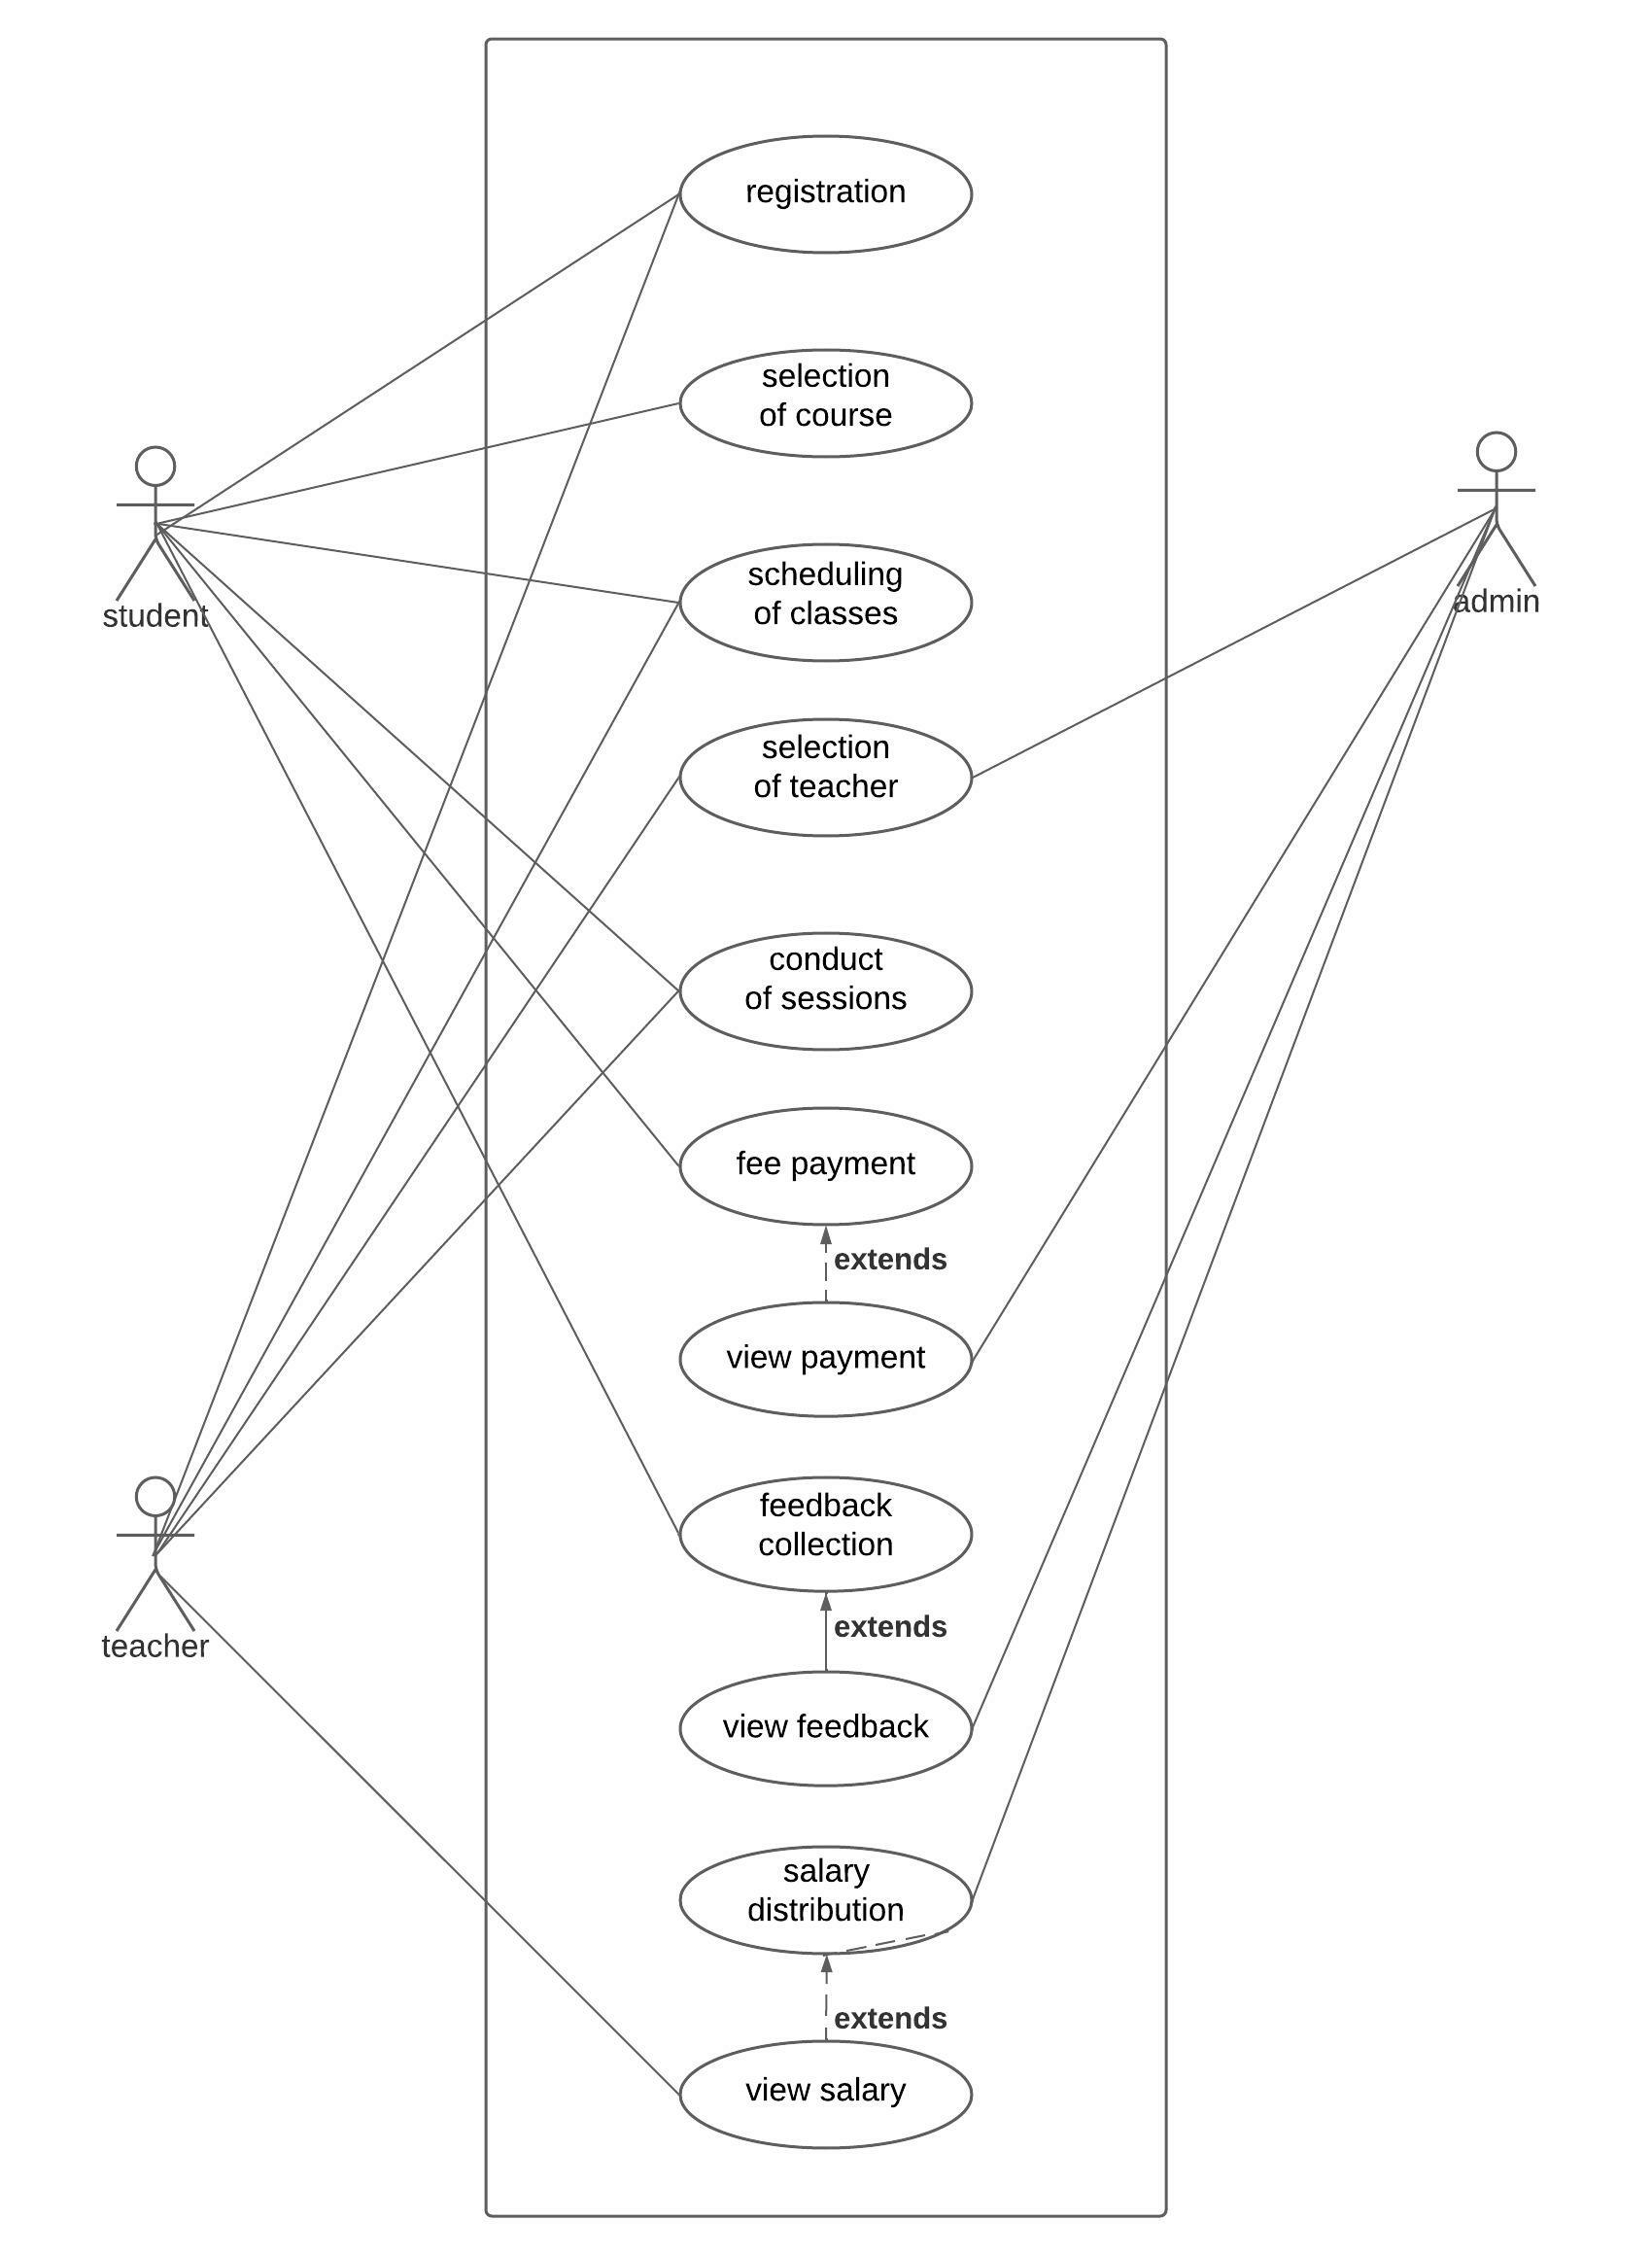 registration
selection
of course
student
admin
scheduling
of classes
selection
of teacher
conduct
of sessions
fee payment
extends
view payment
feedback
collection
teacher
extends
view feedback
salary
distribution
extends
view salary